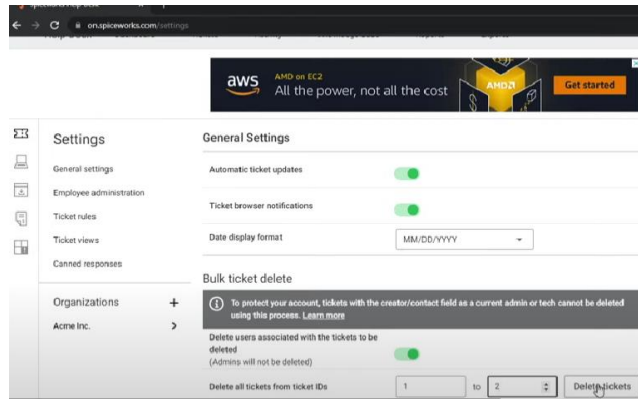 on.spiceworks.com/settings
aws
AMD on EC2
All the power, not all the cost
AMD
Get started
Settings
General settings
Employee administration
Ticket rules
Ticket views
Canned responses
Organizations +
Acme Inc. >
General Settings
Automatic ticket updates
Ticket browser notifications
Date display format
MM/DD/YYYY
Bulk ticket delete
To protect your account, tickets with the creator/contact field as a current admin or tech cannot be deleted
using this process. Learn more
Delete users associated with the tickets to be
deleted
(Admins will not be deleted)
Delete all tickets from ticket IDs
1 to 2
Delete tickets